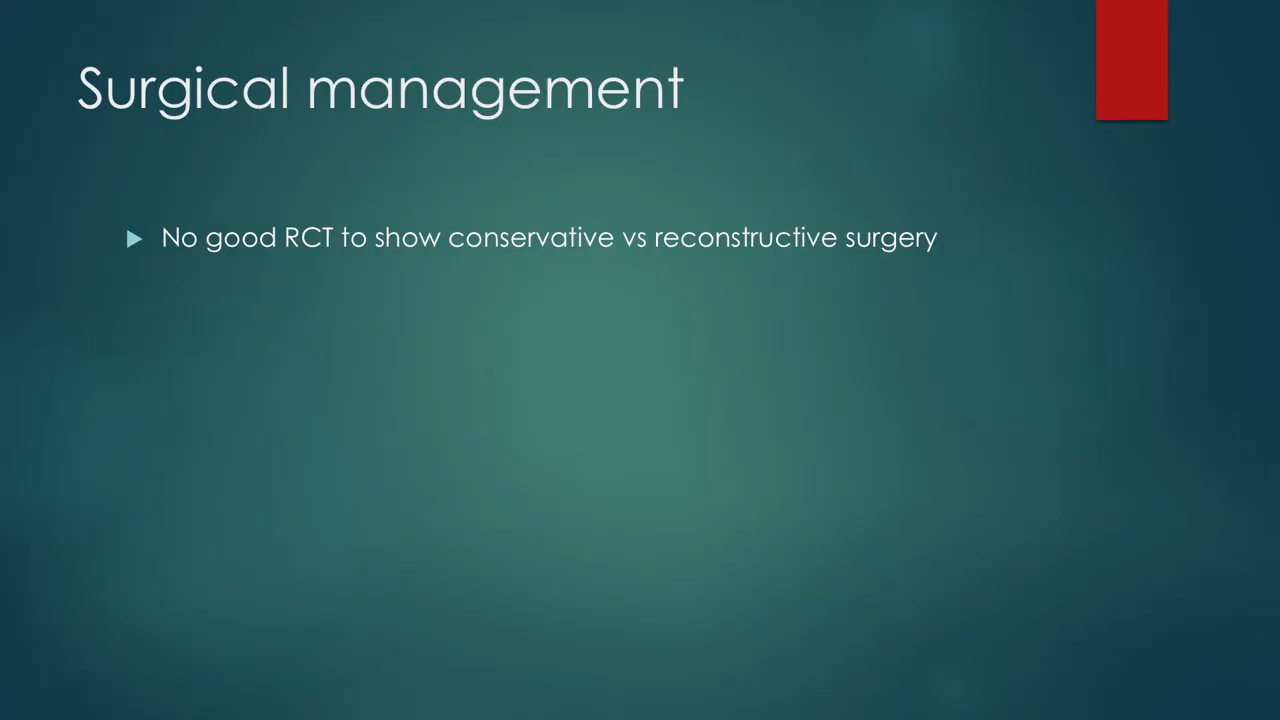 Surgical management
No good RCT to show conservative vs reconstructive surgery